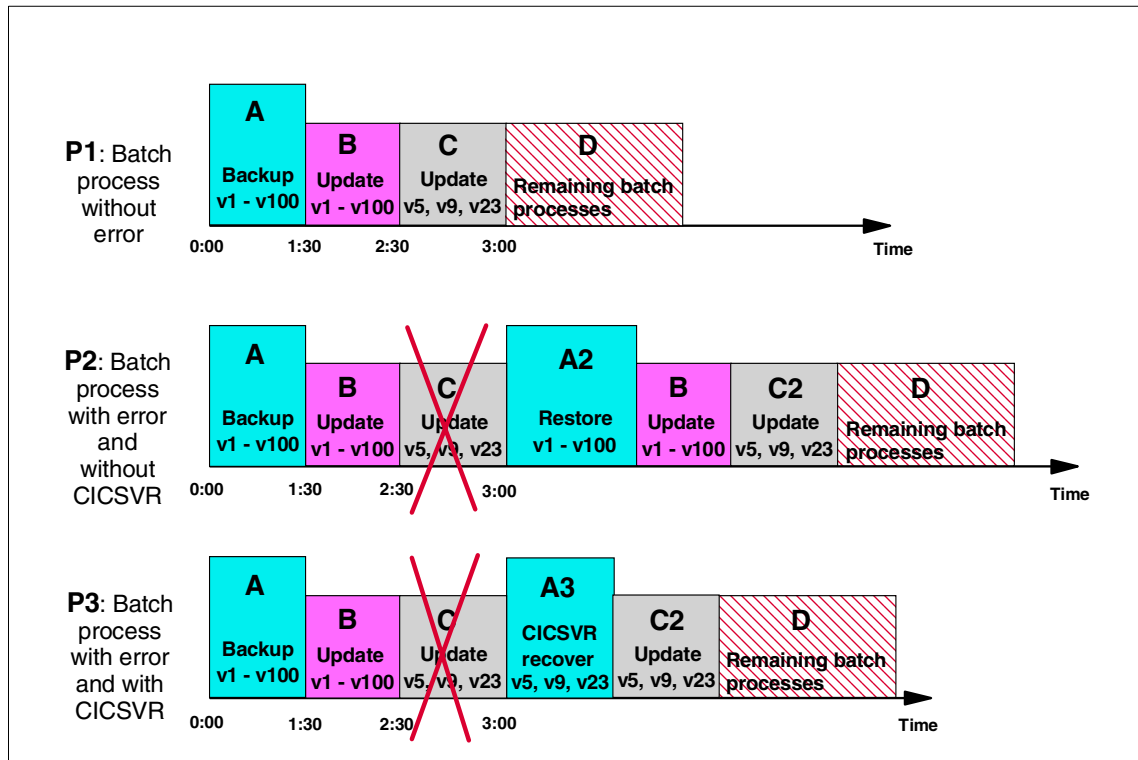 A
Backup
v1 - v100
B
Update
v1 - v100
C
Update
v5, v9, v23
D
Remaining batch
processes
P1: Batch
process
without
error
0:00
1:30
2:30
3:00
Time
A
Backup
v1 - v100
B
Update
v1 - v100
C
Update
v5, v9, v23
A2
Restore
v1 - v100
B
Update
v1 - v100
C2
Update
v5, v9, v23
D
Remaining batch
processes
P2: Batch
process
with error
and
without
CICSVR
0:00
1:30
2:30
3:00
Time
A
Backup
v1 - v100
B
Update
v1 - v100
C
Update
v5, v9, v23
A3
CICSVR
recover
v5, v9, v23
C2
Update
v5, v9, v23
D
Remaining batch
processes
P3: Batch
process
with error
and with
CICSVR
0:00
1:30
2:30
3:00
Time